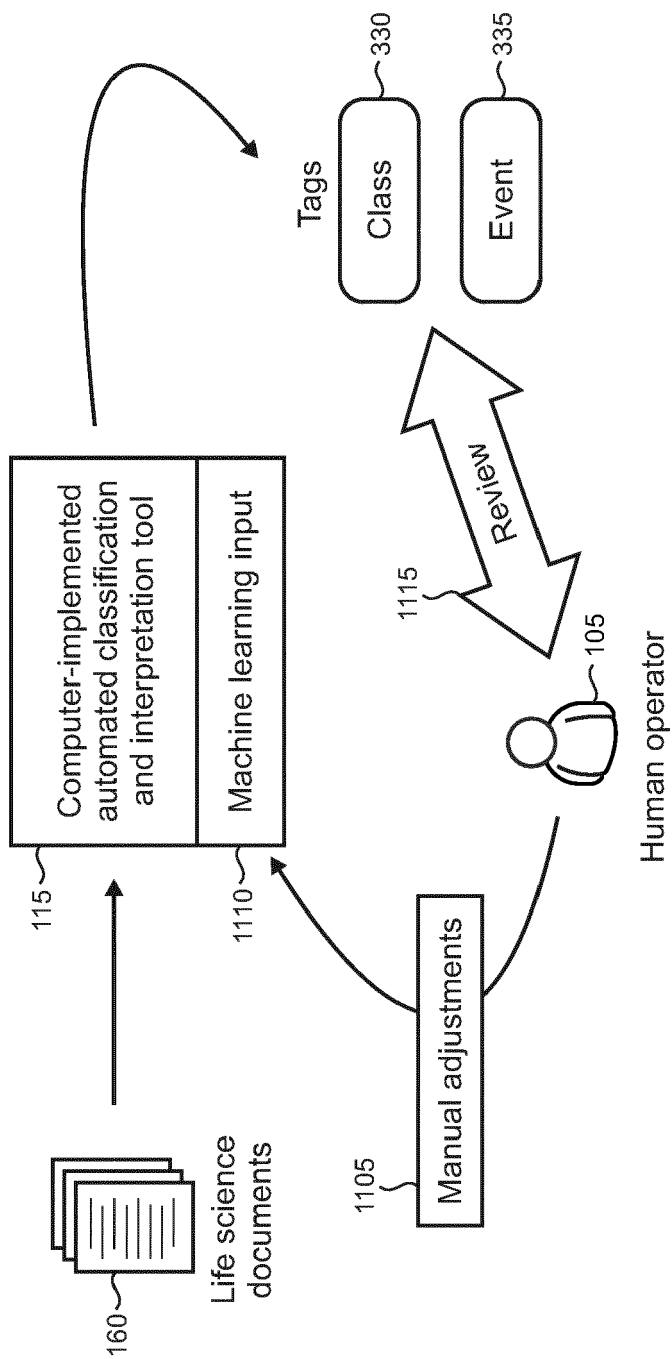 160
Life science
documents
115
Computer-implemented
automated classification
and interpretation tool
1110
Machine learning input
Tags
Class
330
Event
335
1105
Manual adjustments
Human operator
105
1115
Review